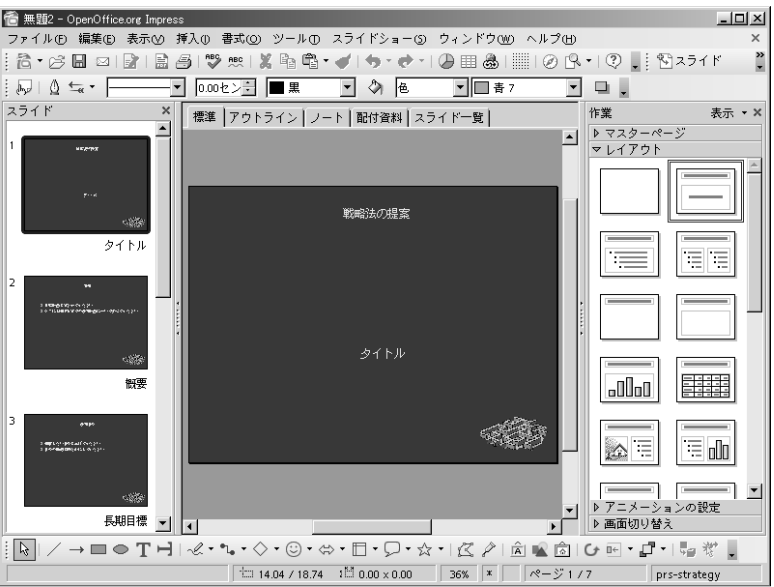 無題2 - OpenOffice.org Impress
ファイル(F) 編集(E) 表示(V) 挿入(I) 書式(O) ツール(T) スライドショー(S) ウィンドウ(W) ヘルプ(H)
スライド
0.00セン 黒 色 青 7
スライド
標準 アウトライン ノート 配付資料 スライド一覧
作業 表示
マスターページ
レイアウト
1
タイトル
2
概要
3
長期目標
戦略法の提案
タイトル
アニメーションの設定
画面切り替え
14.04 / 18.74 0.00 x 0.00 36% * ページ 1 / 7 prs-strategy